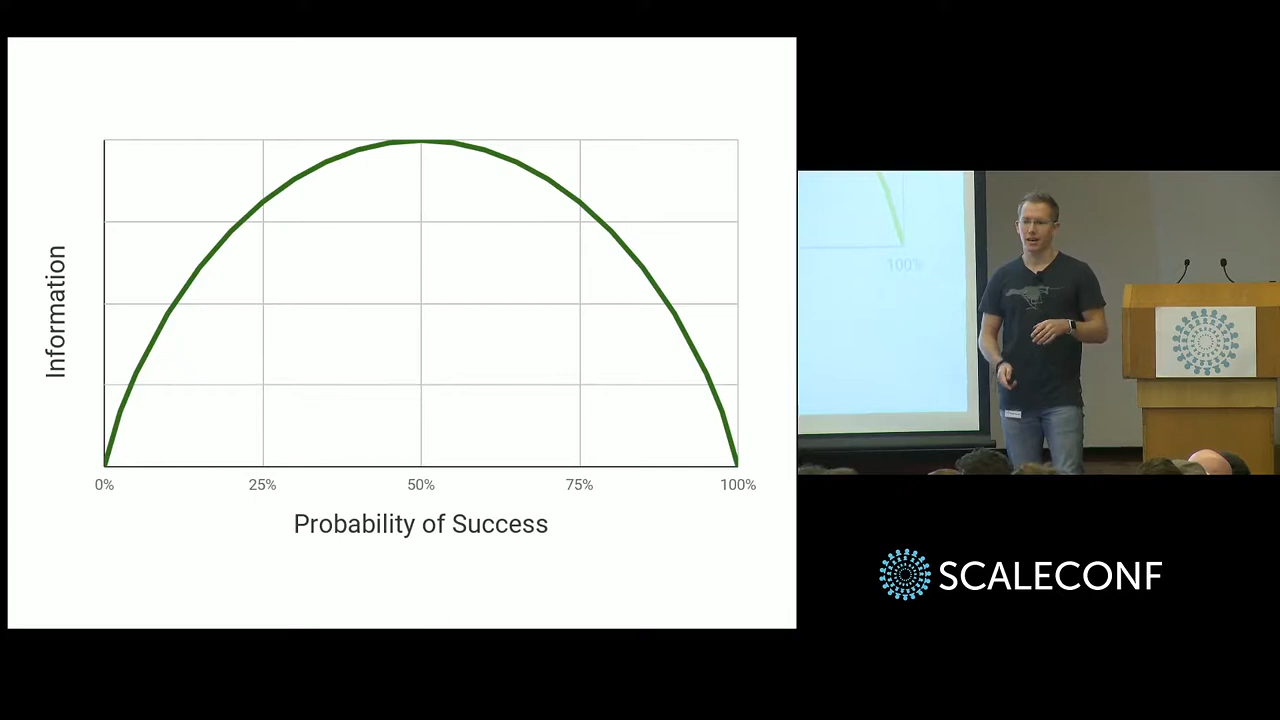 Information
0%
25%
50%
75%
100%
Probability of Success
100%
SCALECONF